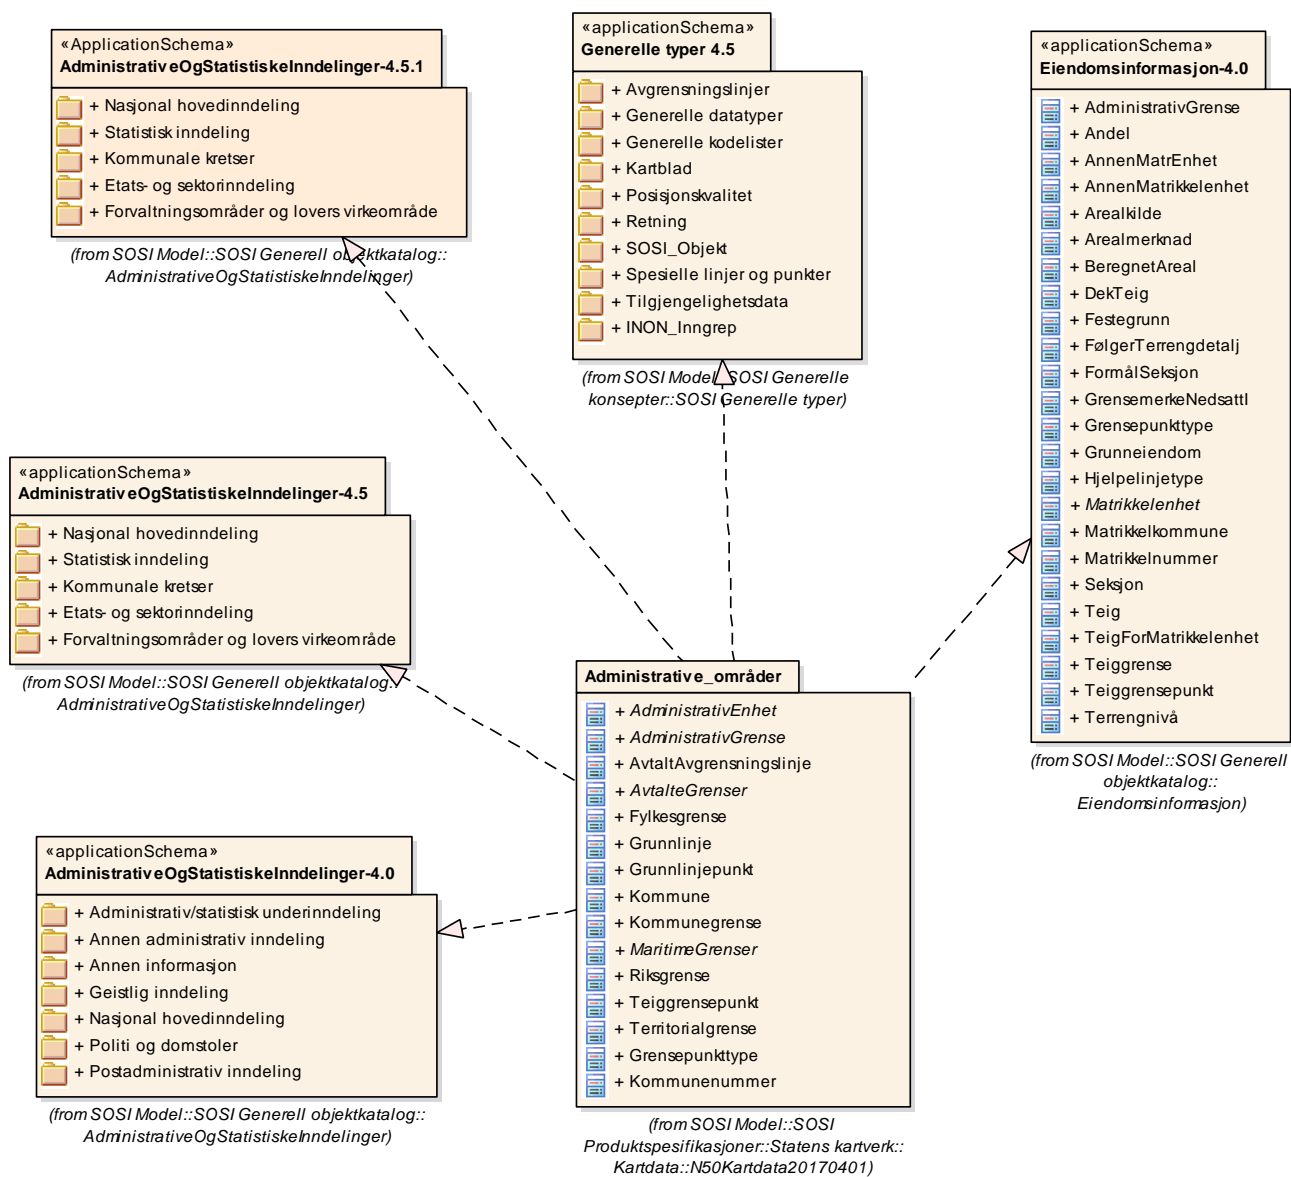 «ApplicationSchema»
AdministrativeOgStatistiskeInndelinger-4.5.1
+ Nasjonal hovedinndeling
+ Statistisk inndeling
+ Kommunale kretser
+ Etats- og sektorinndeling
+ Forvaltningsområder og lovers virkeområde
(from SOSI Model::SOSI Generell objektkatalog::
AdministrativeOgStatistiskeInndelinger)
«applicationSchema»
Generelle typer 4.5
+ Avgrensningslinjer
+ Generelle datatyper
+ Generelle kodelister
+ Kartblad
+ Posisjonskvalitet
+ Retning
+ SOSI_Objekt
+ Spesielle linjer og punkter
+ Tilgjengelighetsdata
+ INON_Inngrep
(from SOSI Model::SOSI Generelle
konsepter::SOSI Generelle typer)
«applicationSchema»
Eiendomsinformasjon-4.0
+ AdministrativGrense
+ Andel
+ AnnenMatrEnhet
+ AnnenMatrikkelenhet
+ Arealkilde
+ Arealmerknad
+ BeregnetAreal
+ DekTeig
+ Festegrunn
+ FølgerTerrengdetalj
+ FormålSeksjon
+ GrensemerkeNedsattI
+ Grensepunkttype
+ Grunneiendom
+ Hjelpelinjetype
+ Matrikkelenhet
+ Matrikkelkommune
+ Matrikkelnummer
+ Seksjon
+ Teig
+ TeigForMatrikkelenhet
+ Teiggrense
+ Teiggrensepunkt
+ Terrengnivå
(from SOSI Model::SOSI Generell
objektkatalog::
Eiendomsinformasjon)
«applicationSchema»
AdministrativeOgStatistiskeInndelinger-4.5
+ Nasjonal hovedinndeling
+ Statistisk inndeling
+ Kommunale kretser
+ Etats- og sektorinndeling
+ Forvaltningsområder og lovers virkeområde
(from SOSI Model::SOSI Generell objektkatalog::
AdministrativeOgStatistiskeInndelinger)
«applicationSchema»
AdministrativeOgStatistiskeInndelinger-4.0
+ Administrativ/statistisk underinndeling
+ Annen administrativ inndeling
+ Annen informasjon
+ Geistlig inndeling
+ Nasjonal hovedinndeling
+ Politi og domstoler
+ Postadministrativ inndeling
(from SOSI Model::SOSI Generell objektkatalog::
AdministrativeOgStatistiskeInndelinger)
Administrative_områder
+ AdministrativEnhet
+ AdministrativGrense
+ AvtaltAvgrensningslinje
+ AvtalteGrenser
+ Fylkesgrense
+ Grunnlinje
+ Grunnlinjepunkt
+ Kommune
+ Kommunegrense
+ MaritimeGrenser
+ Riksgrense
+ Teiggrensepunkt
+ Territorialgrense
+ Grensepunkttype
+ Kommunenummer
(from SOSI Model::SOSI
Produktspesifikasjoner::Statens kartverk::
Kartdata::N50Kartdata20170401)